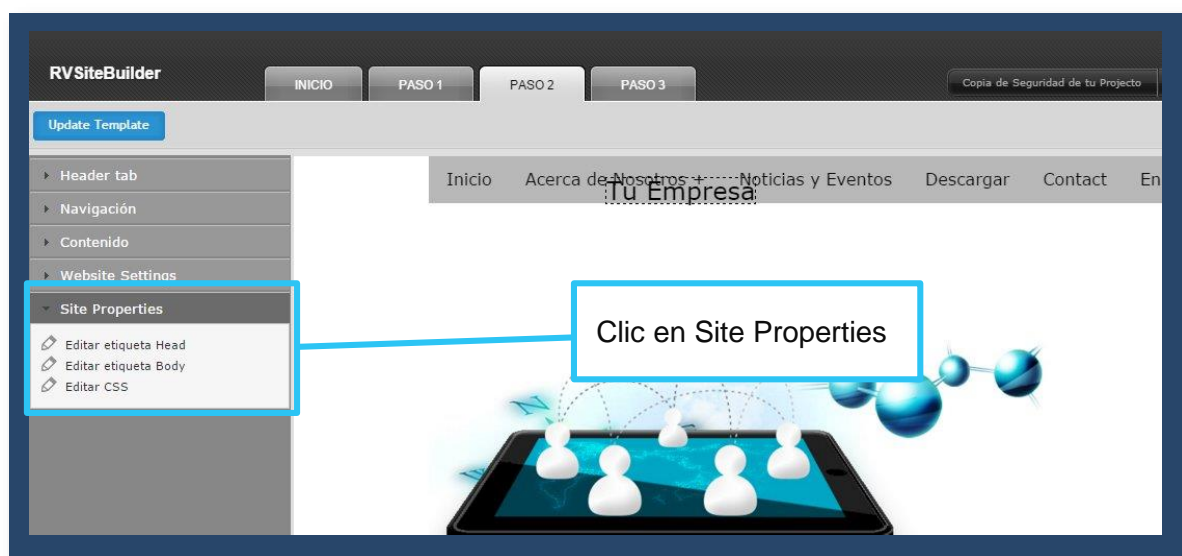 RVSiteBuilder
INICIO PASO 1 PASO 2 PASO 3
Copia de Seguridad de tu Projecto
Update Template
Header tab
Navigación
Contenido
Website Settings
Site Properties
Editar etiqueta Head
Editar etiqueta Body
Editar CSS
Inicio Acerca de Nosotros + Noticias y Eventos Descargar Contact En
Tu Empresa
Clic en Site Properties
N
W